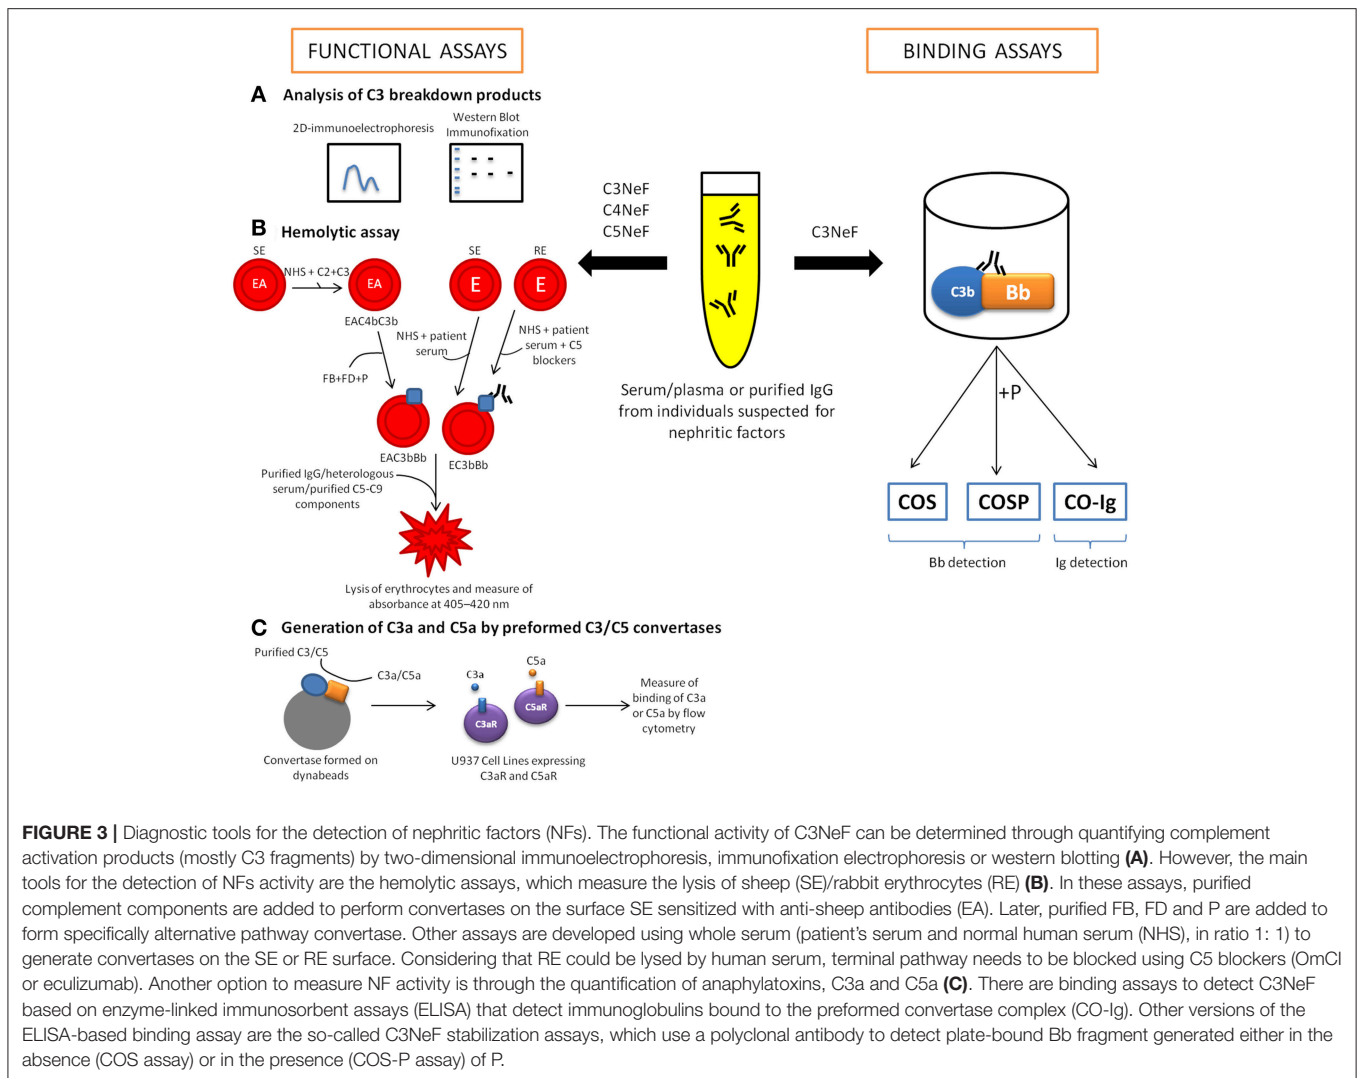 FUNCTIONAL ASSAYS
BINDING ASSAYS
A Analysis of C3 breakdown products
2D-immunoelectrophoresis
Western Blot
Immunofixation
B Hemolytic assay
SE
EA
NHS + C2+C3
EA
EAC4bC3b
SE
E
RE
E
NHS + patient
serum
NHS + patient
serum + C5
blockers
FB+FD+P
EAC3bBb
EC3bBb
Purified IgG/heterologous
serum/purified C5-C9
components
Lysis of erythrocytes and measure of
absorbance at 405–420 nm
C3NeF
C4NeF
C5NeF
C3NeF
Serum/plasma or purified IgG
from individuals suspected for
nephritic factors
C3b
Bb
+P
COS
COSP
CO-Ig
Bb detection
Ig detection
C Generation of C3a and C5a by preformed C3/C5 convertases
Purified C3/C5
C3a/C5a
Convertase formed on
dynabeads
C3a
C3aR
C5a
C5aR
U937 Cell Lines expressing
C3aR and C5aR
Measure of
binding of C3a
or C5a by flow
cytometry
FIGURE 3 | Diagnostic tools for the detection of nephritic factors (NFs). The functional activity of C3NeF can be determined through quantifying complement
activation products (mostly C3 fragments) by two-dimensional immunoelectrophoresis, immunofixation electrophoresis or western blotting (A). However, the main
tools for the detection of NFs activity are the hemolytic assays, which measure the lysis of sheep (SE)/rabbit erythrocytes (RE) (B). In these assays, purified
complement components are added to perform convertases on the surface SE sensitized with anti-sheep antibodies (EA). Later, purified FB, FD and P are added to
form specifically alternative pathway convertase. Other assays are developed using whole serum (patient's serum and normal human serum (NHS), in ratio 1: 1) to
generate convertases on the SE or RE surface. Considering that RE could be lysed by human serum, terminal pathway needs to be blocked using C5 blockers (OmCI
or eculizumab). Another option to measure NF activity is through the quantification of anaphylatoxins, C3a and C5a (C). There are binding assays to detect C3NeF
based on enzyme-linked immunosorbent assays (ELISA) that detect immunoglobulins bound to the preformed convertase complex (CO-Ig). Other versions of the
ELISA-based binding assay are the so-called C3NeF stabilization assays, which use a polyclonal antibody to detect plate-bound Bb fragment generated either in the
absence (COS assay) or in the presence (COS-P assay) of P.